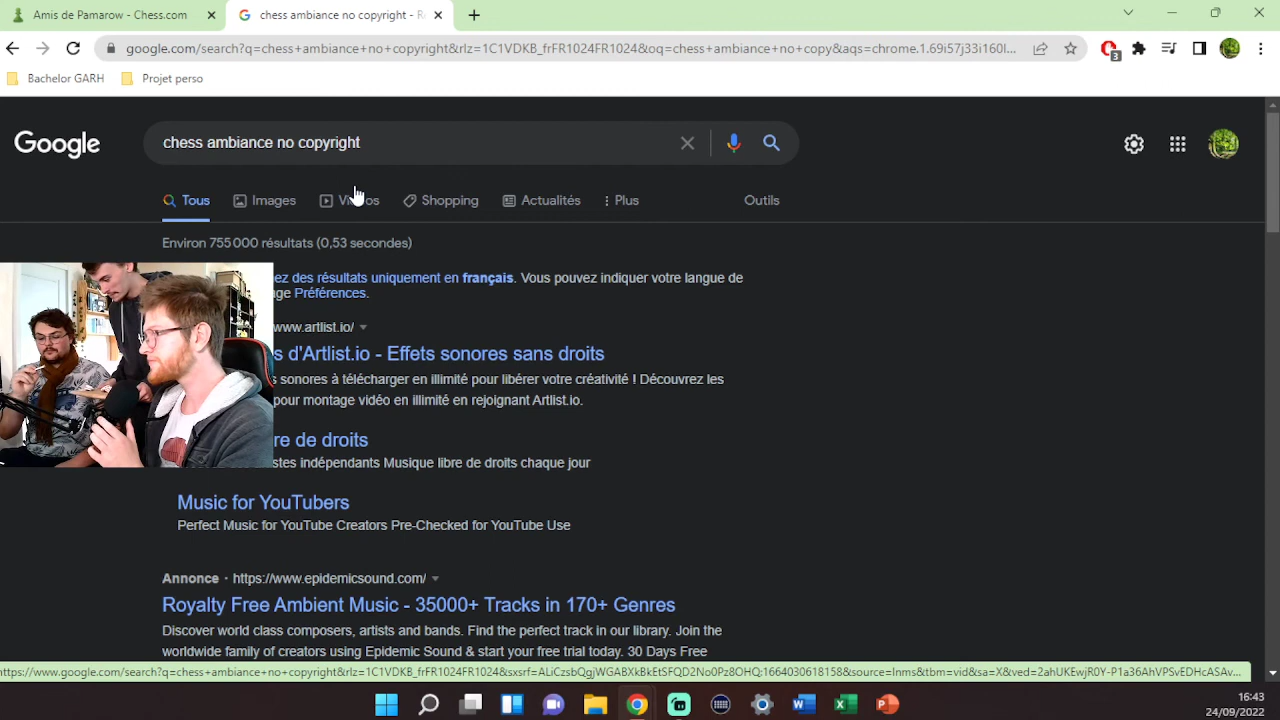 Amis de Pamarow - Chess.com
chess ambiance no copyright - R
google.com/search?q=chess+ambiance+no+copyright&rlz=1C1VDKB_frFR1024FR1024&oq=chess+ambiance+no+copy&aqs=chrome.1.69i57j33i160l...
3
Bachelor GARH
Projet perso
Google
chess ambiance no copyright
Tous
Images
Shopping
Actualités
Plus
Outils
Environ 755 000 résultats (0,53 secondes)
ez des résultats uniquement en français. Vous pouvez indiquer votre langue de
ge Préférences.
www.artlist.io/
s d'Artlist.io - Effets sonores sans droits
sonores à télécharger en illimité pour libérer votre créativité ! Découvrez les
pour montage vidéo en illimité en rejoignant Artlist.io.
re de droits
stes indépendants Musique libre de droits chaque jour
Music for YouTubers
Perfect Music for YouTube Creators Pre-Checked for YouTube Use
Annonce · https://www.epidemicsound.com/
Royalty Free Ambient Music - 35000+ Tracks in 170+ Genres
Discover world class composers, artists and bands. Find the perfect track in our library. Join the
worldwide family of creators using Epidemic Sound & start your free trial today. 30 Days Free
16:43
24/09/2022